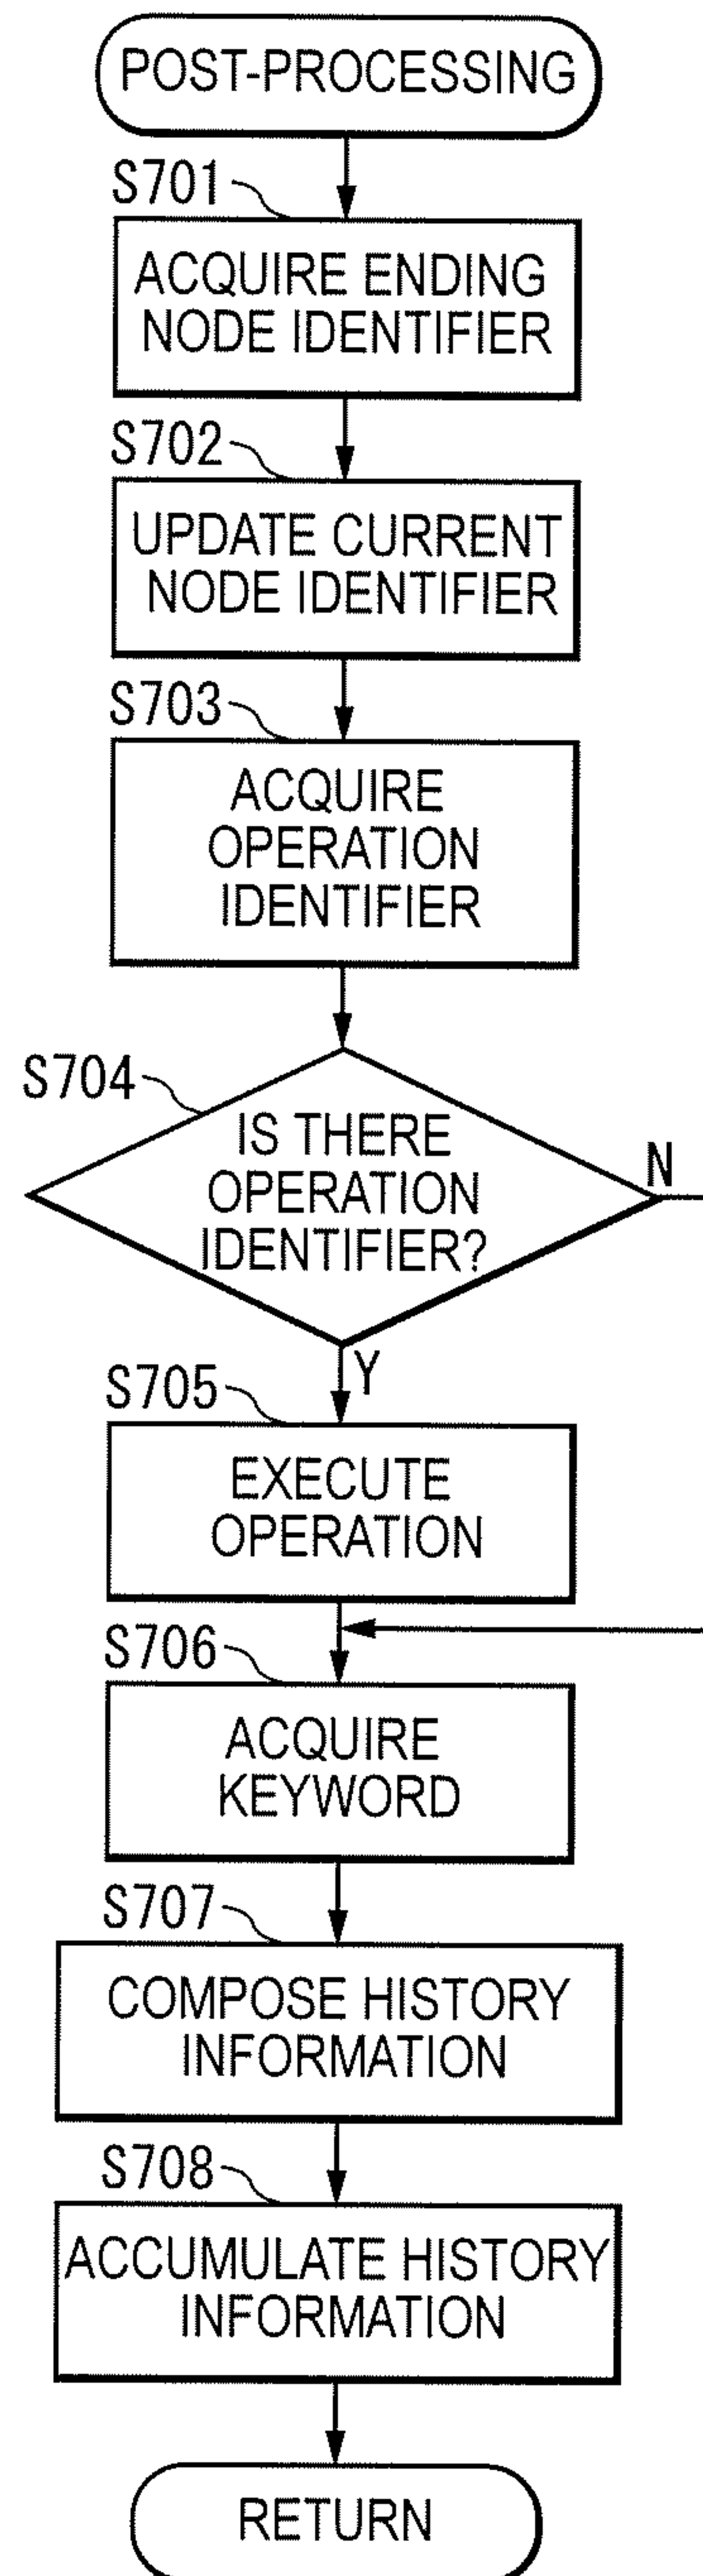 POST-PROCESSING
S701
ACQUIRE ENDING
NODE IDENTIFIER
S702
UPDATE CURRENT
NODE IDENTIFIER
S703
ACQUIRE
OPERATION
IDENTIFIER
S704
IS THERE
OPERATION
IDENTIFIER?
N
Y
S705
EXECUTE
OPERATION
S706
ACQUIRE
KEYWORD
S707
COMPOSE HISTORY
INFORMATION
S708
ACCUMULATE HISTORY
INFORMATION
RETURN